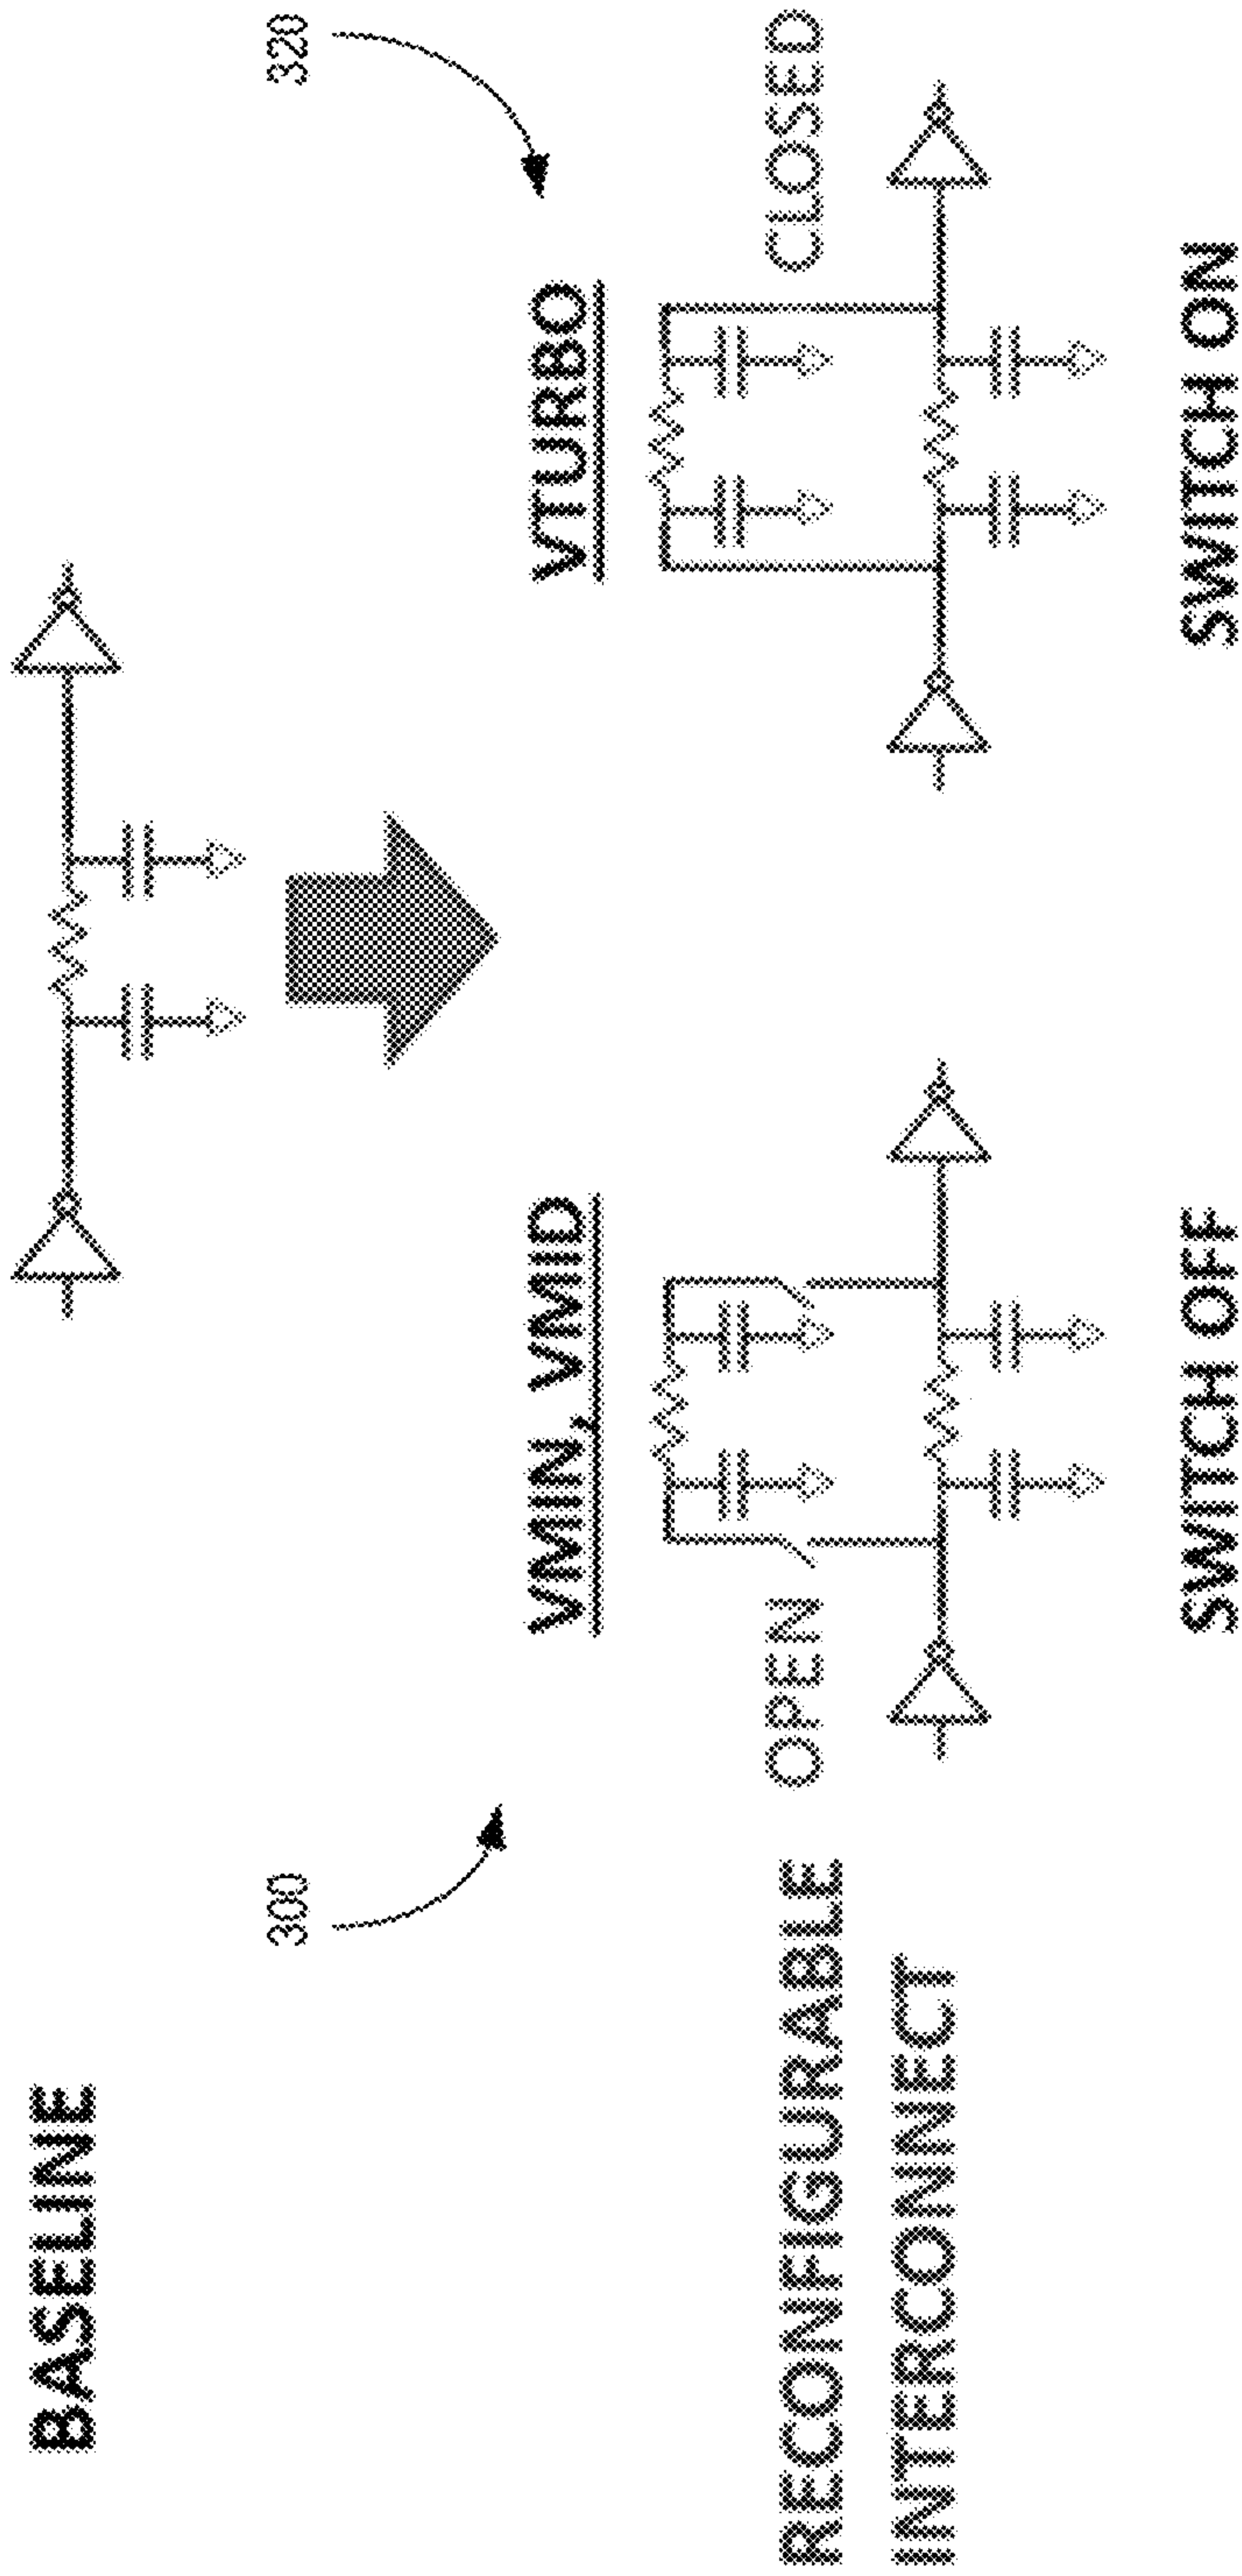 BASELINE
300
320
VMIN, VMID
VTURBO
RECONFIGURABLE
INTERCONNECT
OPEN
CLOSED
SWITCH OFF
SWITCH ON